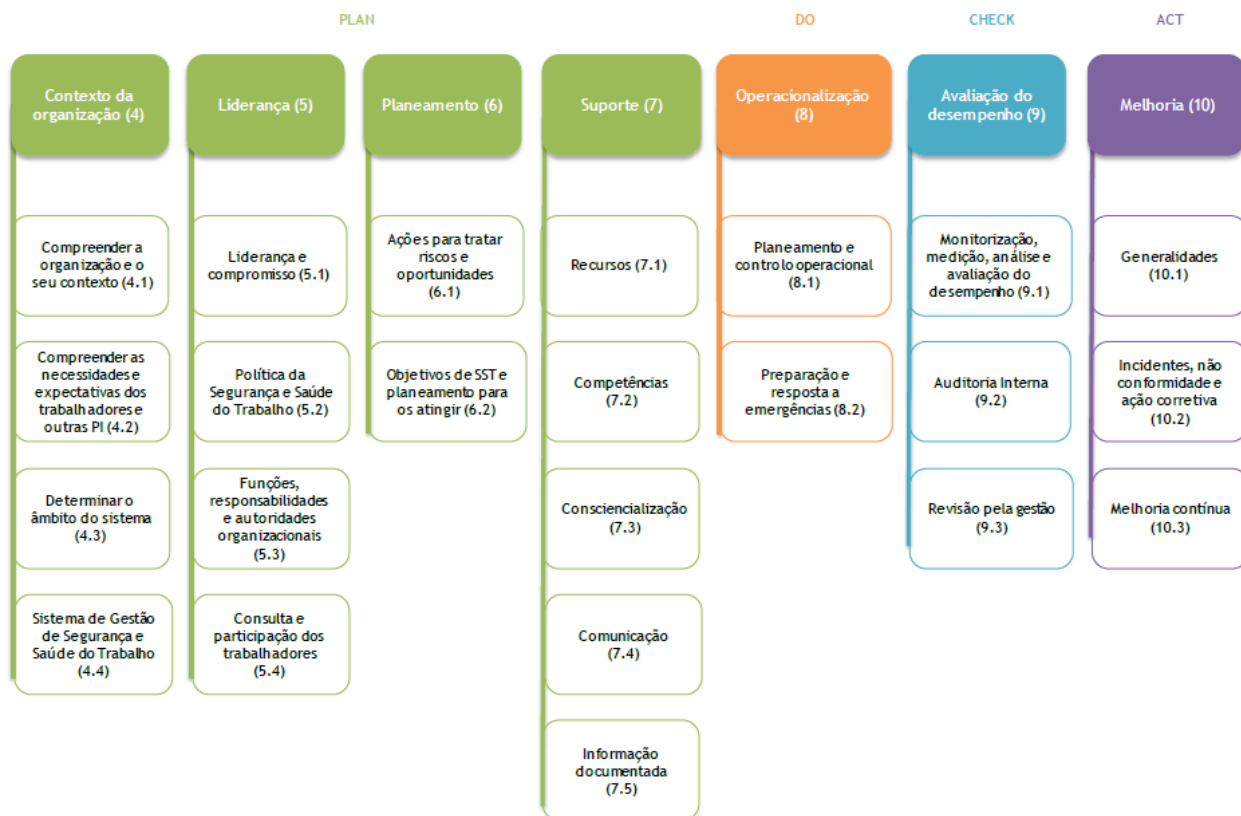 PLAN
DO
CHECK
ACT
Contexto da
organização (4)
Liderança (5)
Planeamento (6)
Suporte (7)
Operacionalização
(8)
Avaliação do
desempenho (9)
Melhoria (10)
Compreender a
organização e o
seu contexto (4.1)
Compreender as
necessidades e
expectativas dos
trabalhadores e
outras PI (4.2)
Determinar o
âmbito do sistema
(4.3)
Sistema de Gestão
de Segurança e
Saúde do Trabalho
(4.4)
Liderança e
compromisso (5.1)
Política da
Segurança e Saúde
do Trabalho (5.2)
Funções,
responsabilidades
e autoridades
organizacionais
(5.3)
Consulta e
participação dos
trabalhadores
(5.4)
Ações para tratar
riscos e
oportunidades
(6.1)
Objetivos de SST e
planeamento para
os atingir (6.2)
Recursos (7.1)
Competências
(7.2)
Consciencialização
(7.3)
Comunicação
(7.4)
Informação
documentada
(7.5)
Planeamento e
controlo operacional
(8.1)
Preparação e
resposta a
emergências (8.2)
Monitorização,
medição, análise e
avaliação do
desempenho (9.1)
Auditoria Interna
(9.2)
Revisão pela gestão
(9.3)
Generalidades
(10.1)
Incidentes, não
conformidade e
ação corretiva
(10.2)
Melhoria contínua
(10.3)